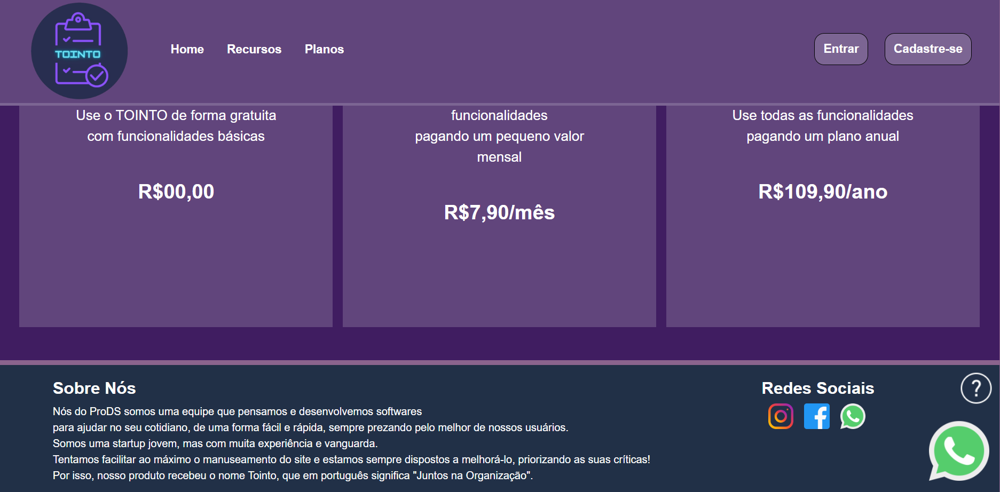 TOINTO
Home
Recursos
Planos
Entrar
Cadastre-se
Use o TOINTO de forma gratuita
com funcionalidades básicas
R$00,00
funcionalidades
pagando um pequeno valor
mensal
R$7,90/mês
Use todas as funcionalidades
pagando um plano anual
R$109,90/ano
Sobre Nós
Nós do ProDS somos uma equipe que pensamos e desenvolvemos softwares
para ajudar no seu cotidiano, de uma forma fácil e rápida, sempre prezando pelo melhor de nossos usuários.
Somos uma startup jovem, mas com muita experiência e vanguarda.
Tentamos facilitar ao máximo o manuseamento do site e estamos sempre dispostos a melhorá-lo, priorizando as suas críticas!
Por isso, nosso produto recebeu o nome Tointo, que em português significa "Juntos na Organização".
Redes Sociais
?